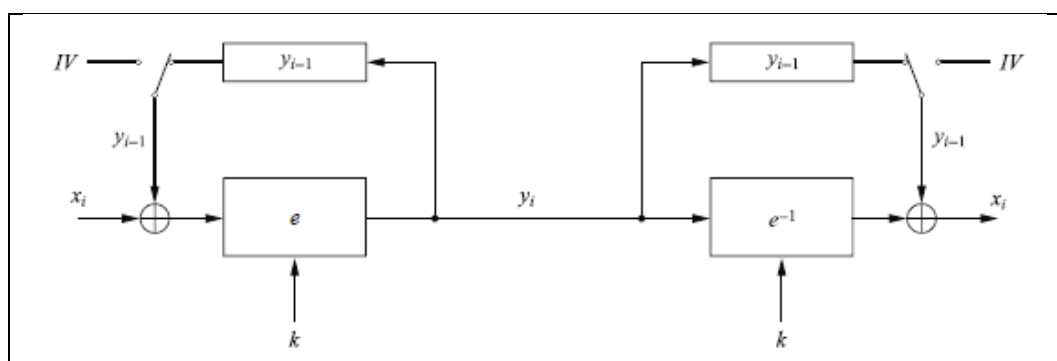 IV y_{i-1} y_{i-1} IV
y_{i-1} y_{i-1}
x_i e y_i e^{-1} x_i
k k